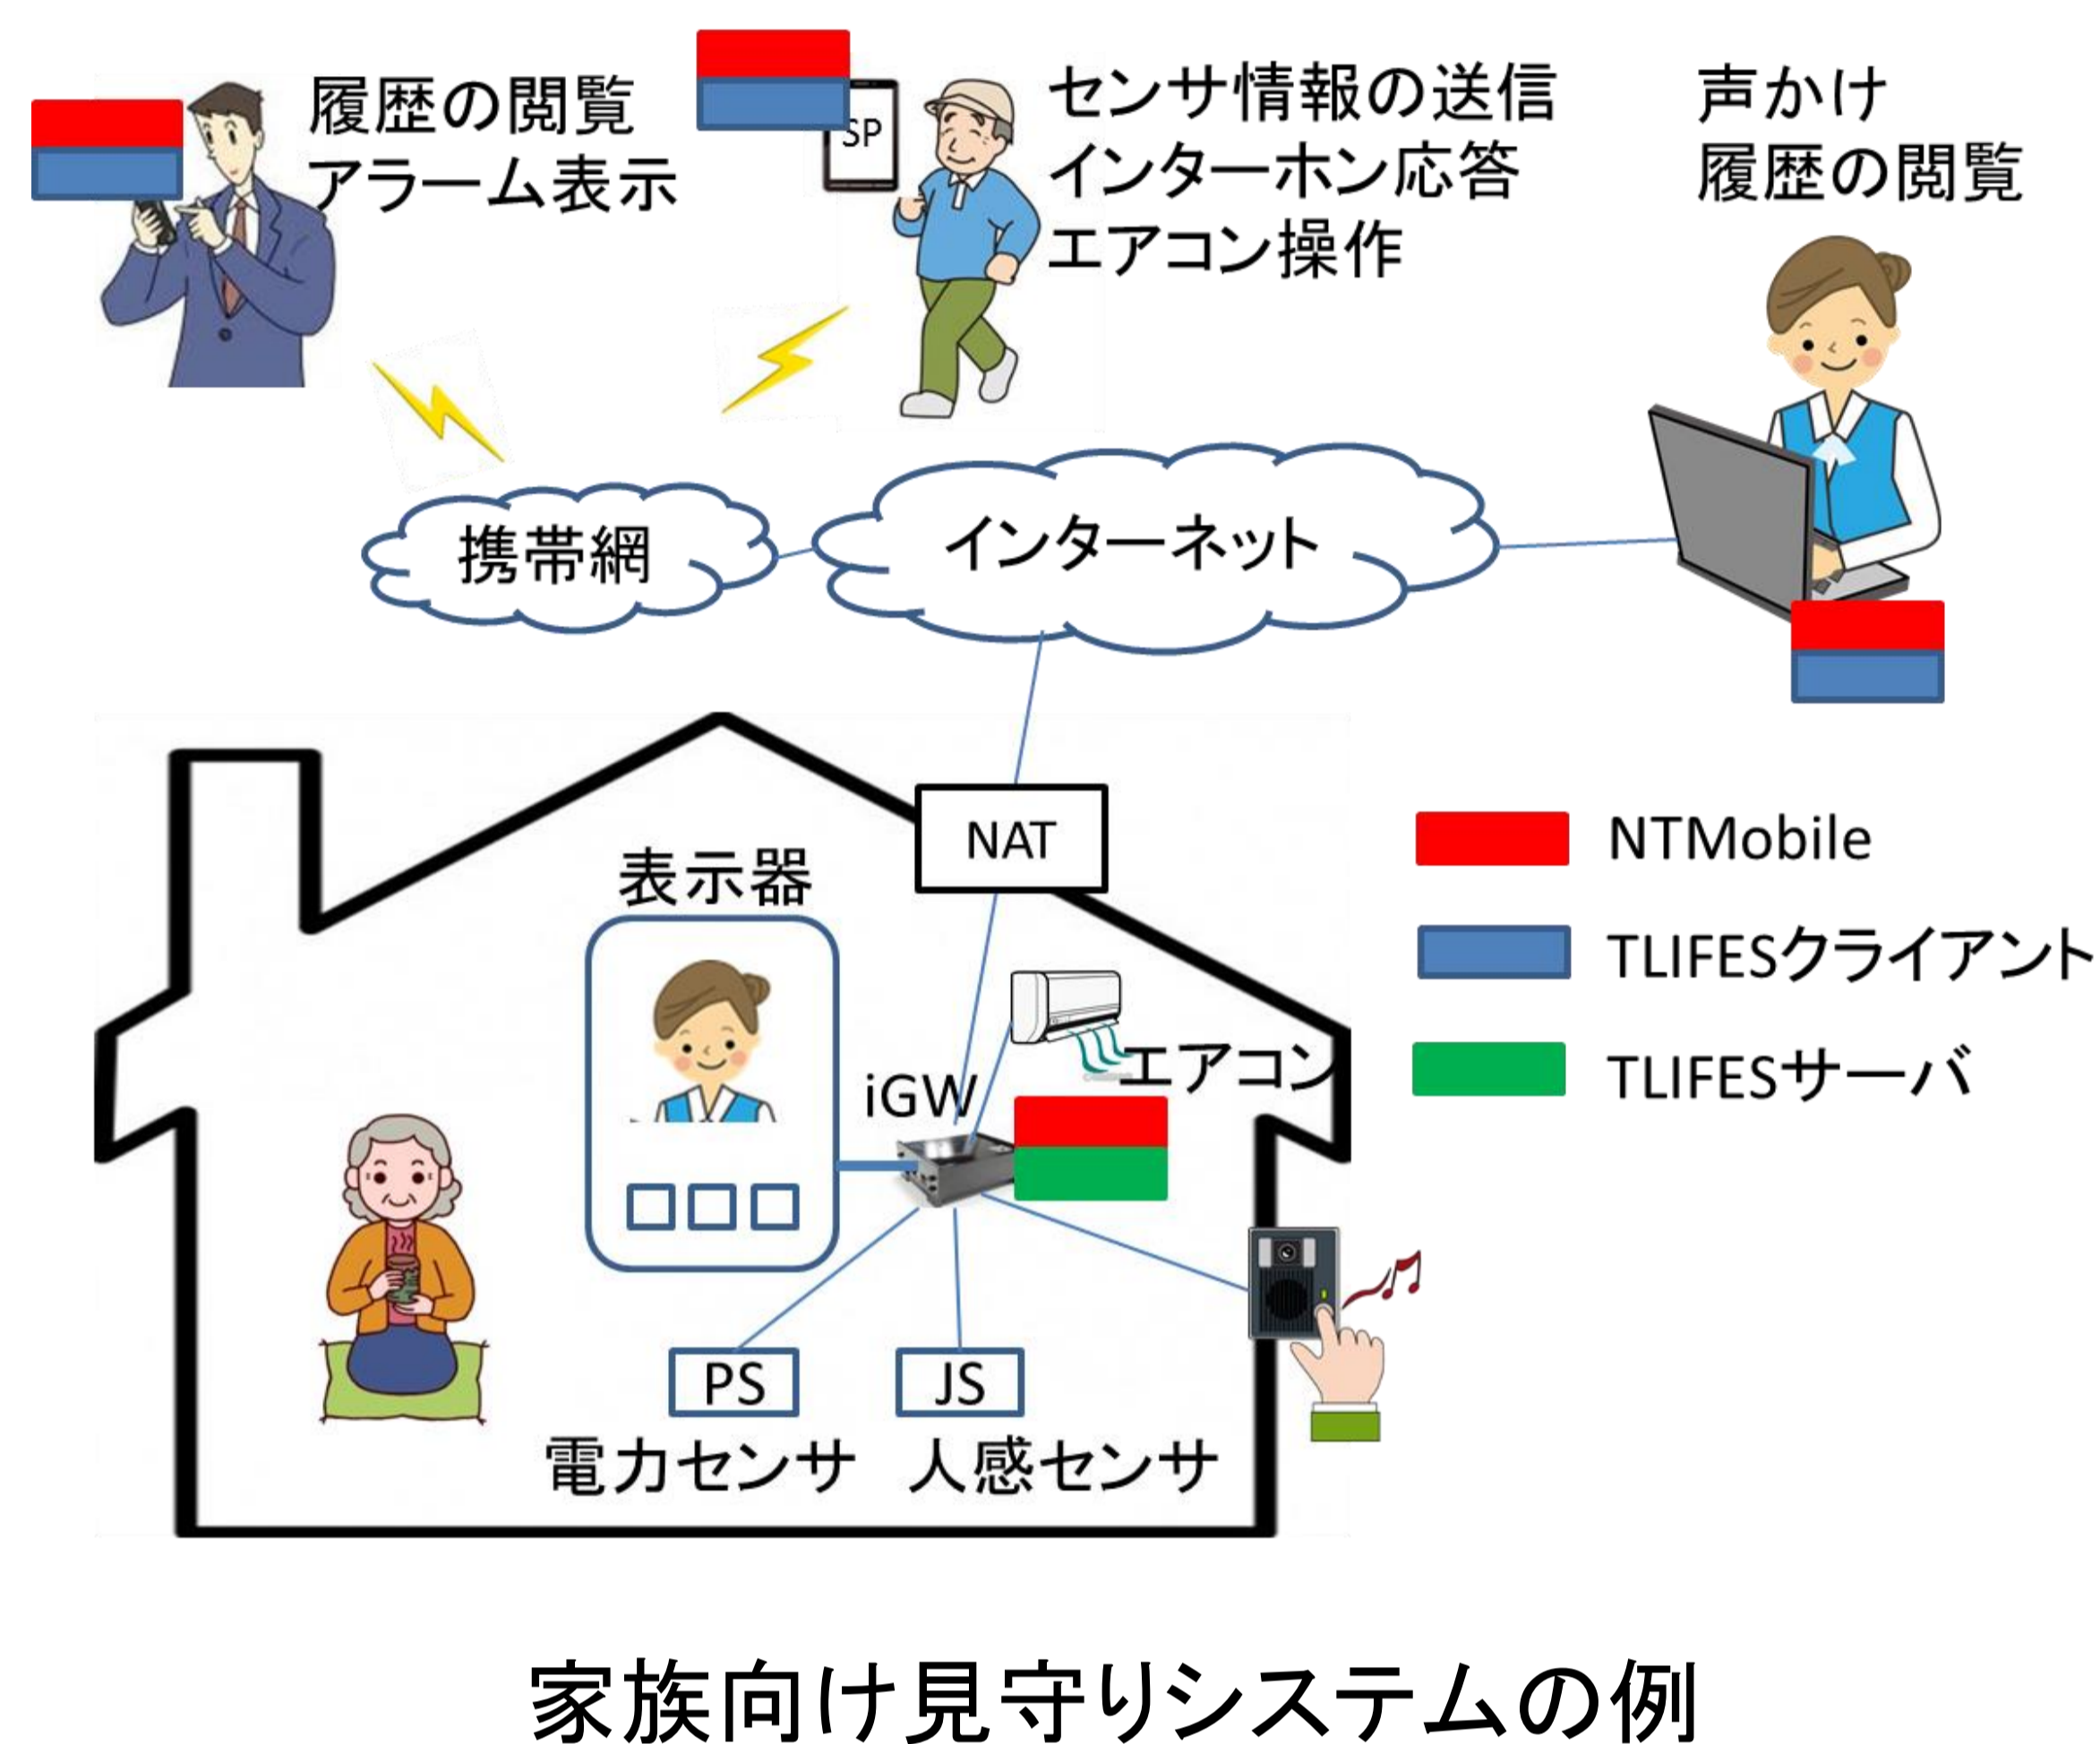 履歴の閲覧
アラーム表示
SP
センサ情報の送信
インターホン応答
エアコン操作
声かけ
履歴の閲覧
携帯網
インターネット
NAT
表示器
エアコン
iGW
PS
JS
電力センサ
人感センサ
NTMobile
TLIFESクライアント
TLIFESサーバ
家族向け見守りシステムの例